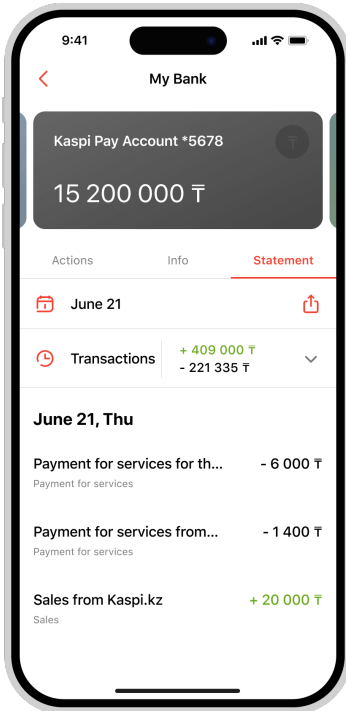 9:41
My Bank
Kaspi Pay Account *5678
₸
15 200 000 ₸
Actions Info Statement
June 21
Transactions
+ 409 000 ₸
- 221 335 ₸
June 21, Thu
Payment for services for th... - 6 000 ₸
Payment for services
Payment for services from... - 1 400 ₸
Payment for services
Sales from Kaspi.kz + 20 000 ₸
Sales